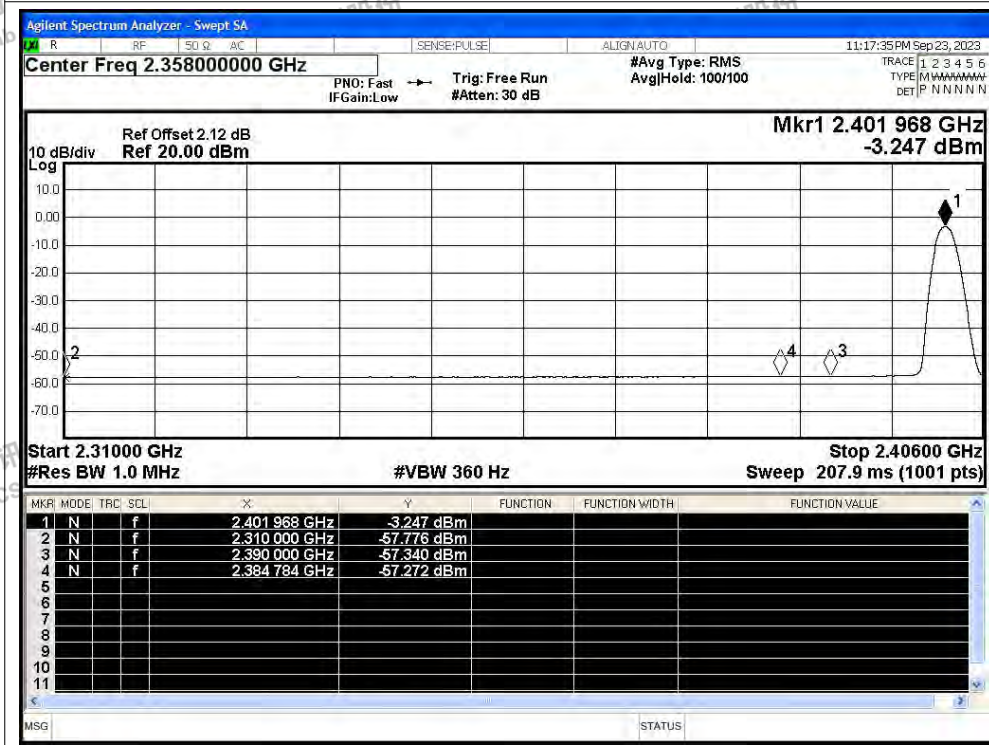 Agilent Spectrum Analyzer - Swept SA
LXI R RF 50 Ω AC SENSE:PULSE ALIGN AUTO 11:17:35 PM Sep 23, 2023
Center Freq 2.358000000 GHz
PNO: Fast
IFGain:Low
Trig: Free Run
#Atten: 30 dB
#Avg Type: RMS
Avg|Hold: 100/100
TRACE 1 2 3 4 5 6
TYPE M W W W W W
DET P N N N N N
Ref Offset 2.12 dB
10 dB/div Ref 20.00 dBm
Log
Mkr1 2.401 968 GHz
-3.247 dBm
10.0
0.00
-10.0
-20.0
-30.0
-40.0
-50.0
-60.0
-70.0
1
2
4
3
Start 2.31000 GHz Stop 2.40600 GHz
#Res BW 1.0 MHz #VBW 360 Hz Sweep 207.9 ms (1001 pts)
MKR MODE TRC SCL X Y FUNCTION FUNCTION WIDTH FUNCTION VALUE
1 N f 2.401 968 GHz -3.247 dBm
2 N f 2.310 000 GHz -57.776 dBm
3 N f 2.390 000 GHz -57.340 dBm
4 N f 2.384 784 GHz -57.272 dBm
5
6
7
8
9
10
11
MSG STATUS